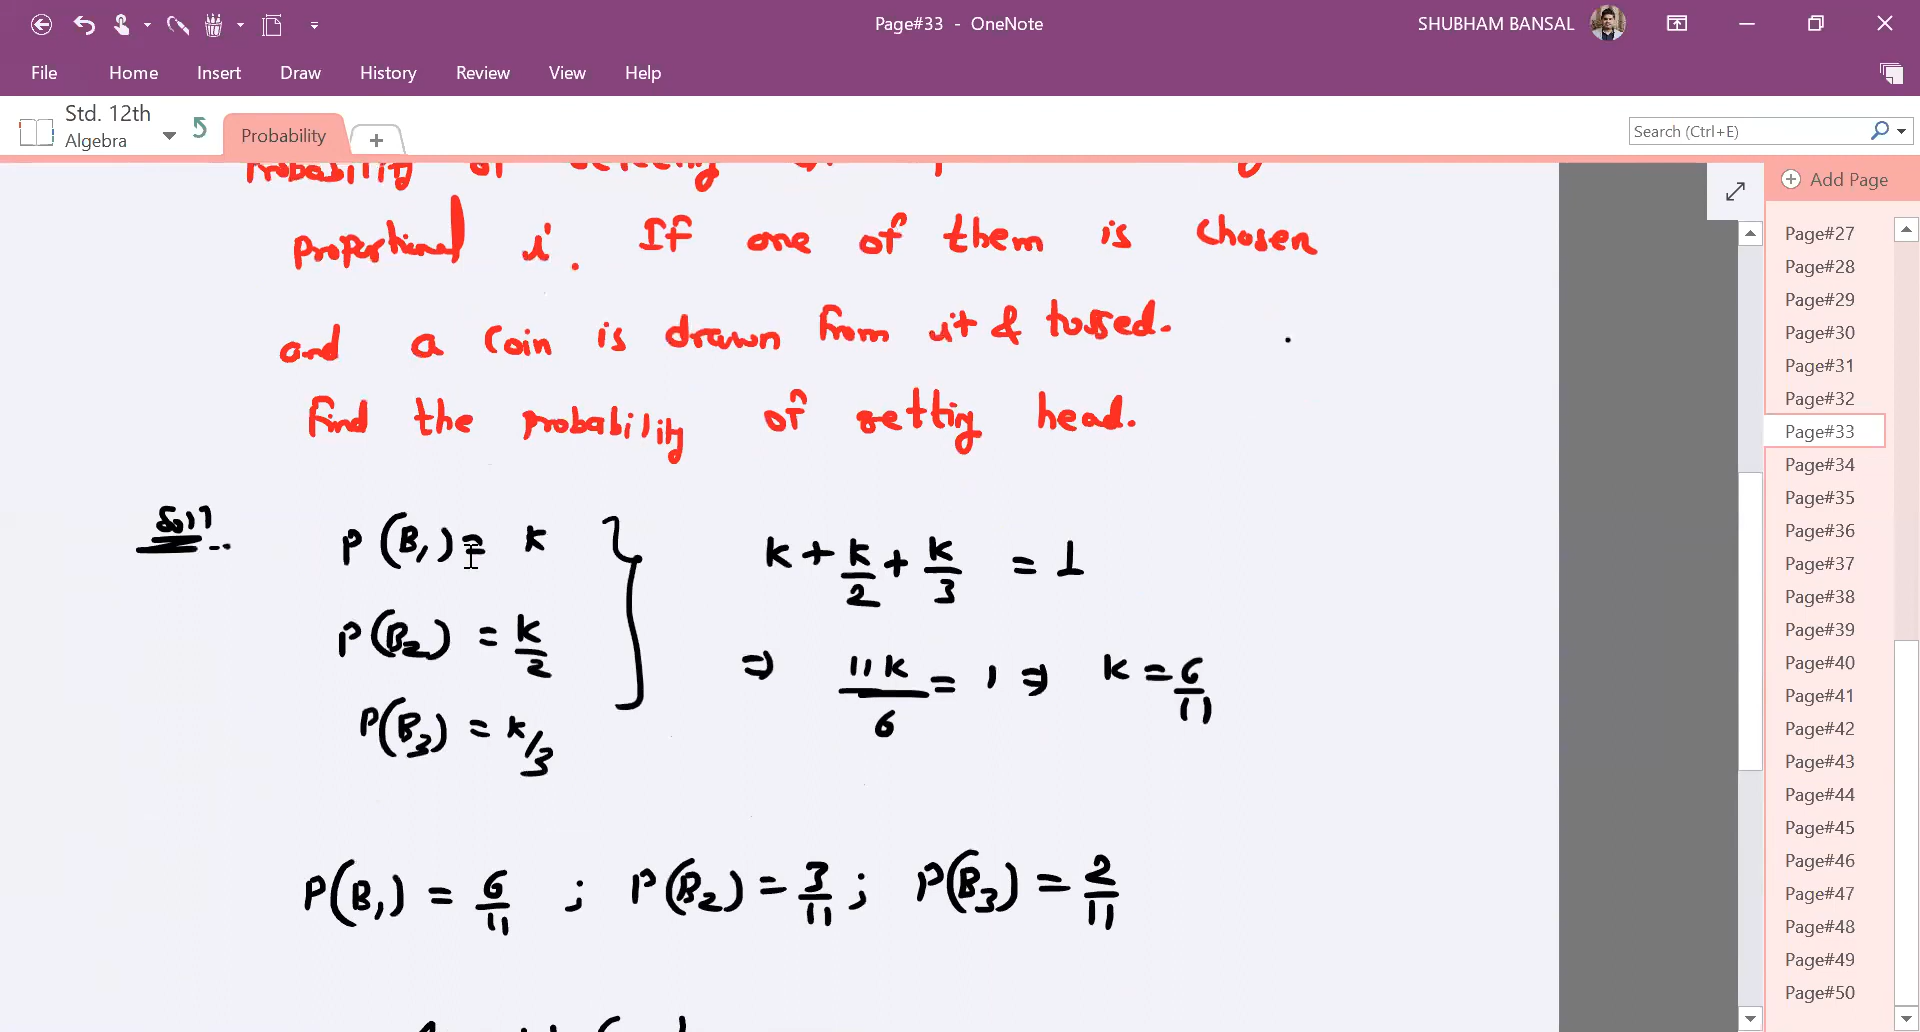 Page#33 - OneNote
SHUBHAM BANSAL
File Home Insert Draw History Review View Help
Std. 12th
Algebra
Probability
Search (Ctrl+E)
Add Page
Probability of
proportional i. If one of them is chosen
and a coin is drawn from it & tossed.
Find the probability of getting head.
Sol?
P(B₁) = K
P(B₂) = K/2
P(B₃) = K/3
K + K/2 + K/3 = 1
⇒ 11K/6 = 1 ⇒ K = 6/11
P(B₁) = 6/11 ; P(B₂) = 3/11 ; P(B₃) = 2/11
Page#27
Page#28
Page#29
Page#30
Page#31
Page#32
Page#33
Page#34
Page#35
Page#36
Page#37
Page#38
Page#39
Page#40
Page#41
Page#42
Page#43
Page#44
Page#45
Page#46
Page#47
Page#48
Page#49
Page#50